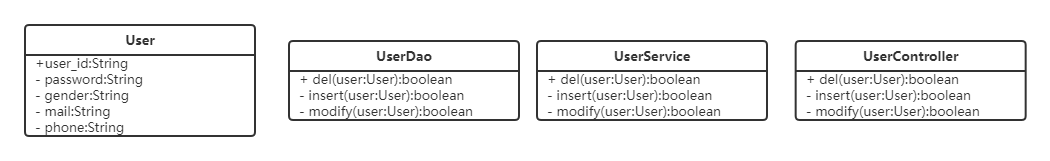 User
+user_id:String
- password:String
- gender:String
- mail:String
- phone:String
UserDao
+ del(user:User):boolean
- insert(user:User):boolean
- modify(user:User):boolean
UserService
+ del(user:User):boolean
- insert(user:User):boolean
- modify(user:User):boolean
UserController
+ del(user:User):boolean
- insert(user:User):boolean
- modify(user:User):boolean